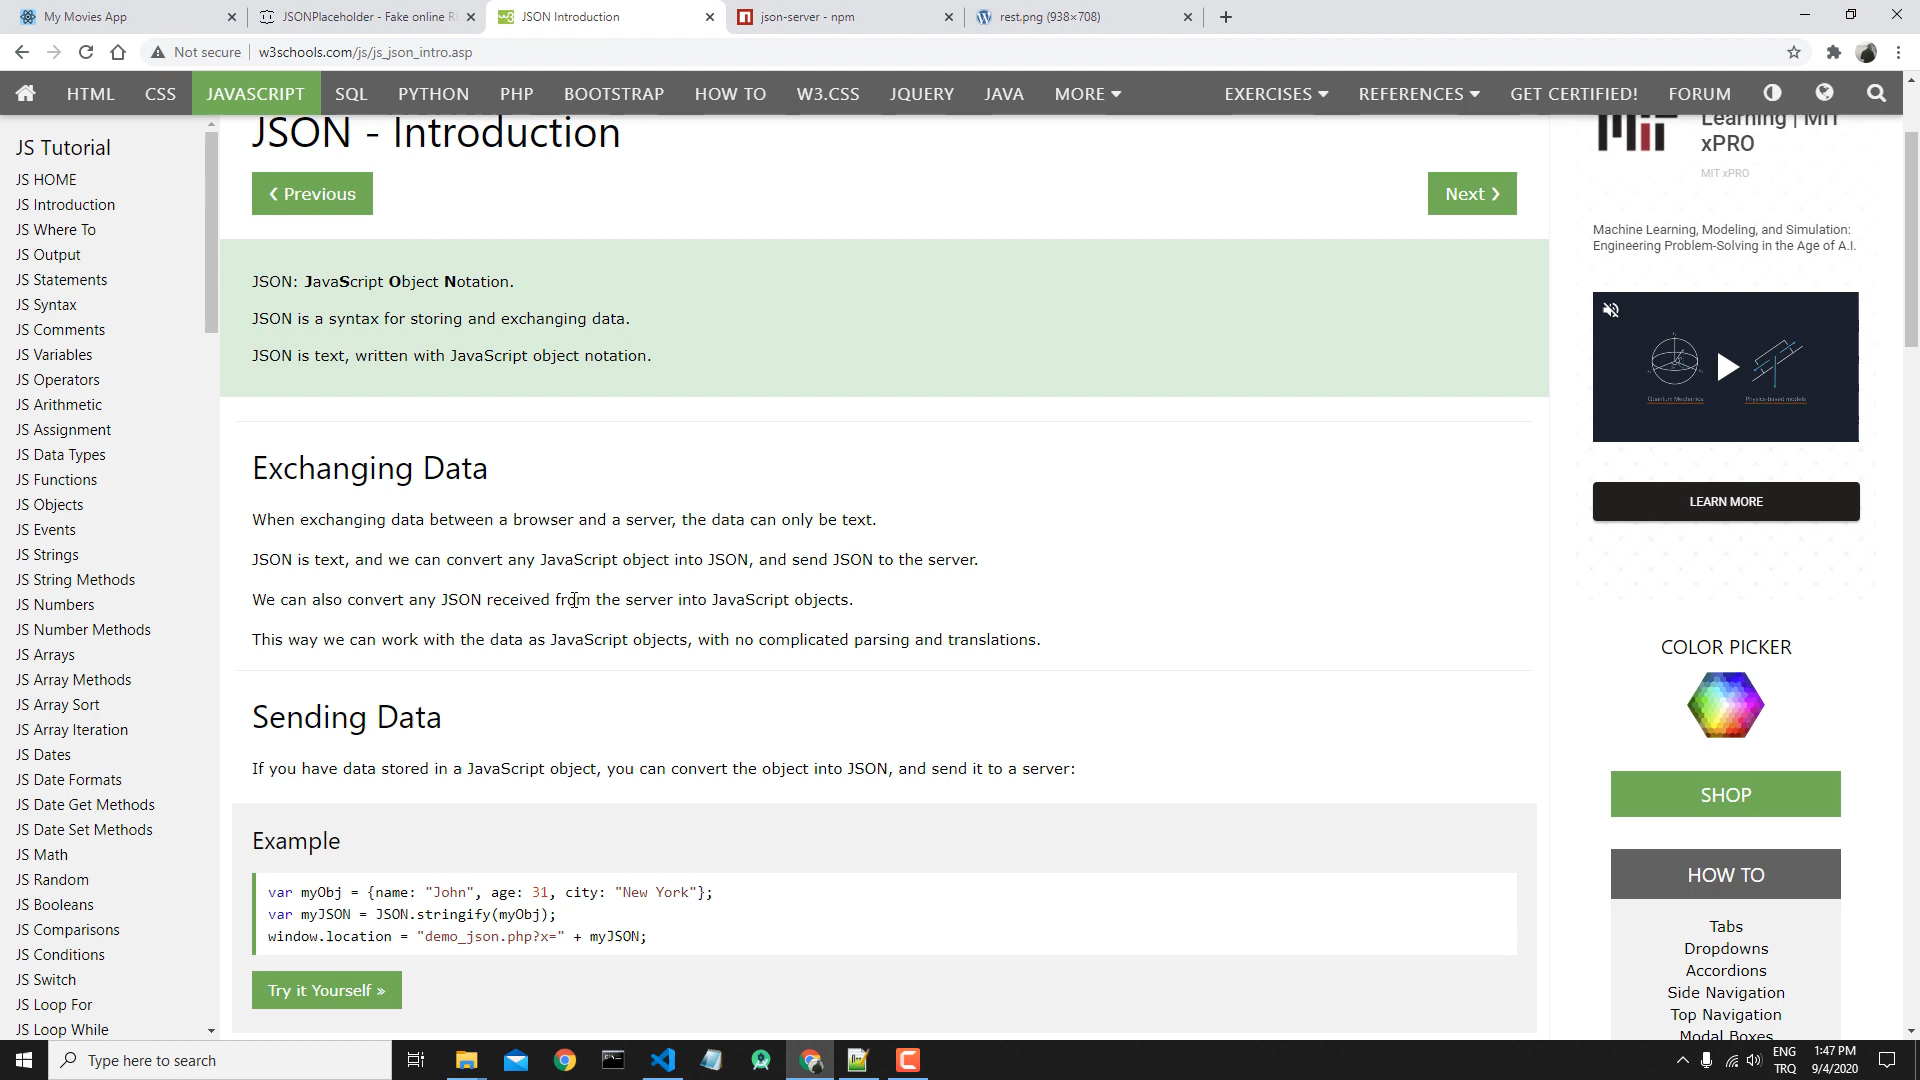 My Movies App
JSONPlaceholder - Fake online R
JSON Introduction
json-server - npm
rest.png (938×708)
Not secure
w3schools.com/js/js_json_intro.asp
HTML
CSS
JAVASCRIPT
SQL
PYTHON
PHP
BOOTSTRAP
HOW TO
W3.CSS
JQUERY
JAVA
MORE
EXERCISES
REFERENCES
GET CERTIFIED!
FORUM
JS Tutorial
JS HOME
JS Introduction
JS Where To
JS Output
JS Statements
JS Syntax
JS Comments
JS Variables
JS Operators
JS Arithmetic
JS Assignment
JS Data Types
JS Functions
JS Objects
JS Events
JS Strings
JS String Methods
JS Numbers
JS Number Methods
JS Arrays
JS Array Methods
JS Array Sort
JS Array Iteration
JS Dates
JS Date Formats
JS Date Get Methods
JS Date Set Methods
JS Math
JS Random
JS Booleans
JS Comparisons
JS Conditions
JS Switch
JS Loop For
JS Loop While
JSON - Introduction
❮ Previous
Next ❯
JSON: JavaScript Object Notation.
JSON is a syntax for storing and exchanging data.
JSON is text, written with JavaScript object notation.
Exchanging Data
When exchanging data between a browser and a server, the data can only be text.
JSON is text, and we can convert any JavaScript object into JSON, and send JSON to the server.
We can also convert any JSON received from the server into JavaScript objects.
This way we can work with the data as JavaScript objects, with no complicated parsing and translations.
Sending Data
If you have data stored in a JavaScript object, you can convert the object into JSON, and send it to a server:
Example
var myObj = {name: "John", age: 31, city: "New York"};
var myJSON = JSON.stringify(myObj);
window.location = "demo_json.php?x=" + myJSON;
Try it Yourself »
MIT
Learning | MIT
xPRO
MIT xPRO
Machine Learning, Modeling, and Simulation:
Engineering Problem-Solving in the Age of A.I.
Quantum Mechanics
Physics-based models
LEARN MORE
COLOR PICKER
SHOP
HOW TO
Tabs
Dropdowns
Accordions
Side Navigation
Top Navigation
Modal Boxes
Type here to search
ENG
TRQ
1:47 PM
9/4/2020